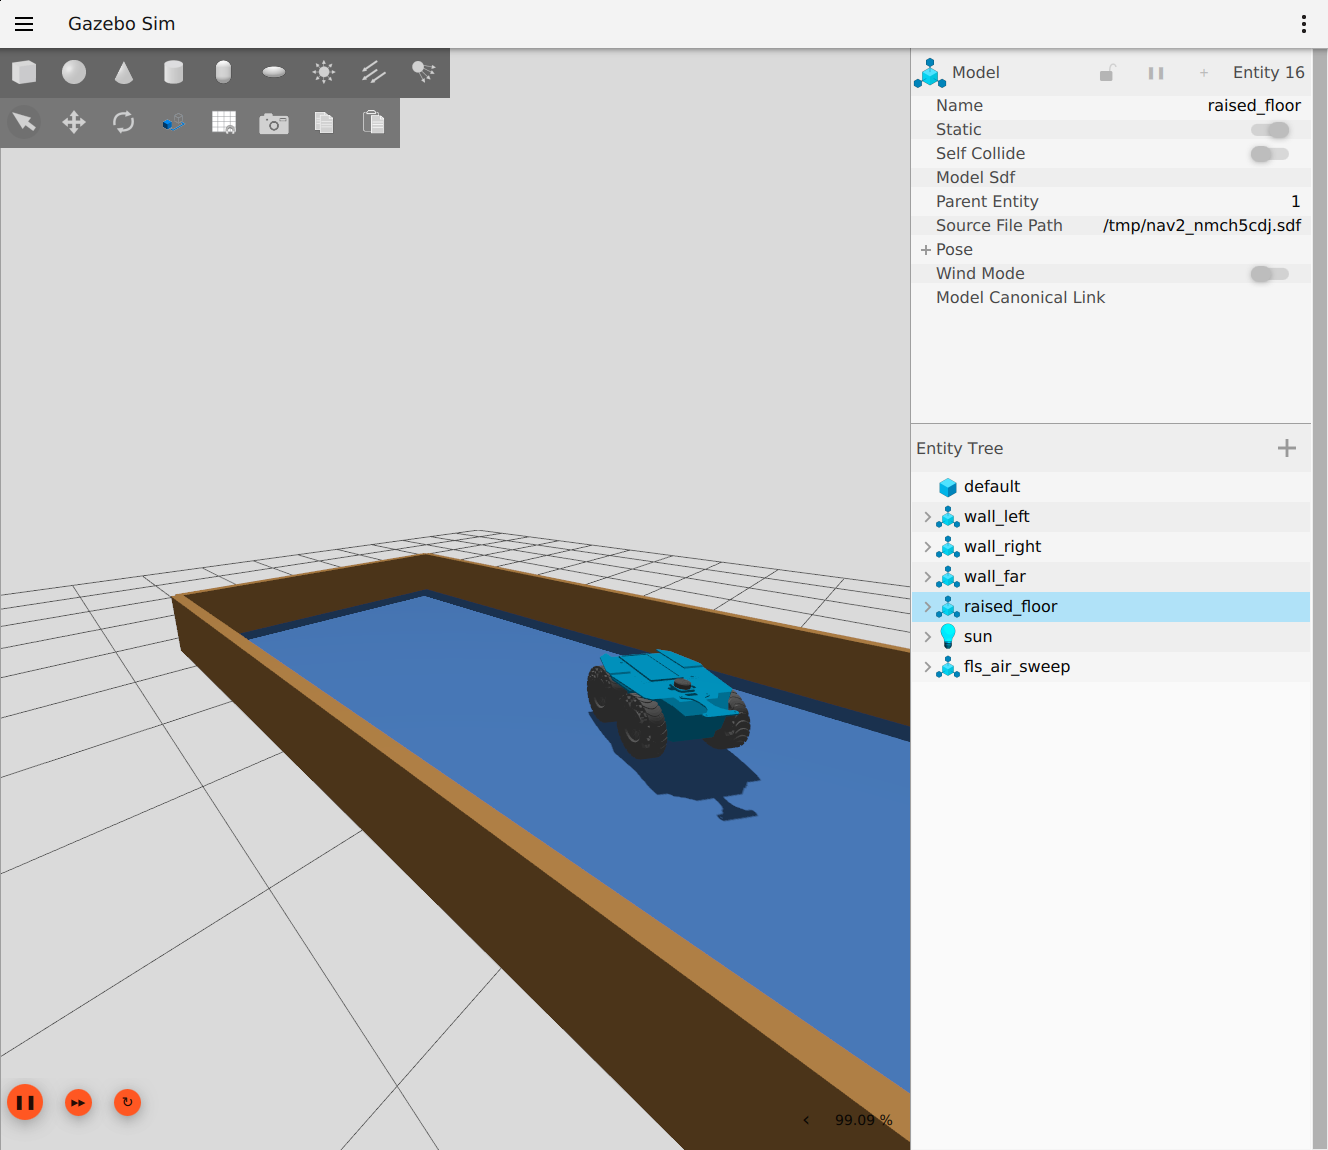 Gazebo Sim
Model
Entity 16
Name
raised_floor
Static
Self Collide
Model Sdf
Parent Entity
1
Source File Path
/tmp/nav2_nmch5cdj.sdf
Pose
Wind Mode
Model Canonical Link
Entity Tree
default
wall_left
wall_right
wall_far
raised_floor
sun
fls_air_sweep
99.09 %